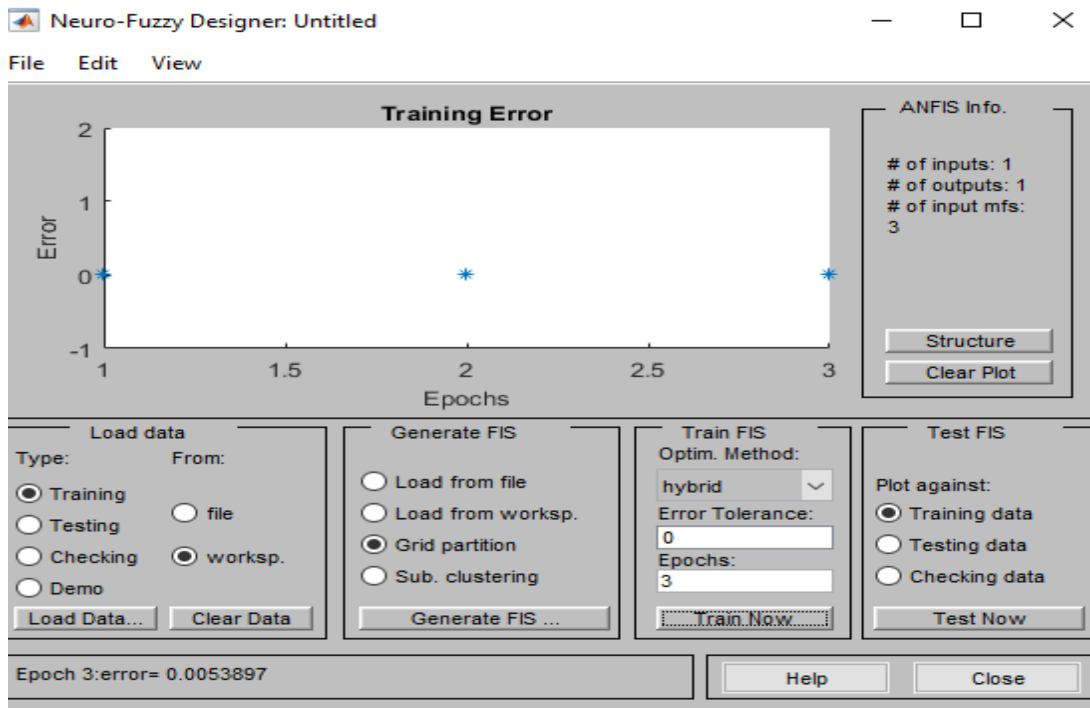 Neuro-Fuzzy Designer: Untitled
File Edit View
Training Error
2
1
0
-1
Error
1 1.5 2 2.5 3
Epochs
ANFIS Info.
# of inputs: 1
# of outputs: 1
# of input mfs:
3
Structure
Clear Plot
Load data
Type: From:
Training
Testing
Checking
Demo
file
worksp.
Load Data... Clear Data
Generate FIS
Load from file
Load from worksp.
Grid partition
Sub. clustering
Generate FIS ...
Train FIS
Optim. Method:
hybrid
Error Tolerance:
0
Epochs:
3
Train Now
Test FIS
Plot against:
Training data
Testing data
Checking data
Test Now
Epoch 3:error= 0.0053897
Help Close